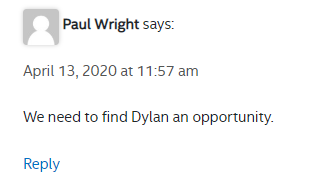 Paul Wright says:
April 13, 2020 at 11:57 am
We need to find Dylan an opportunity.
Reply